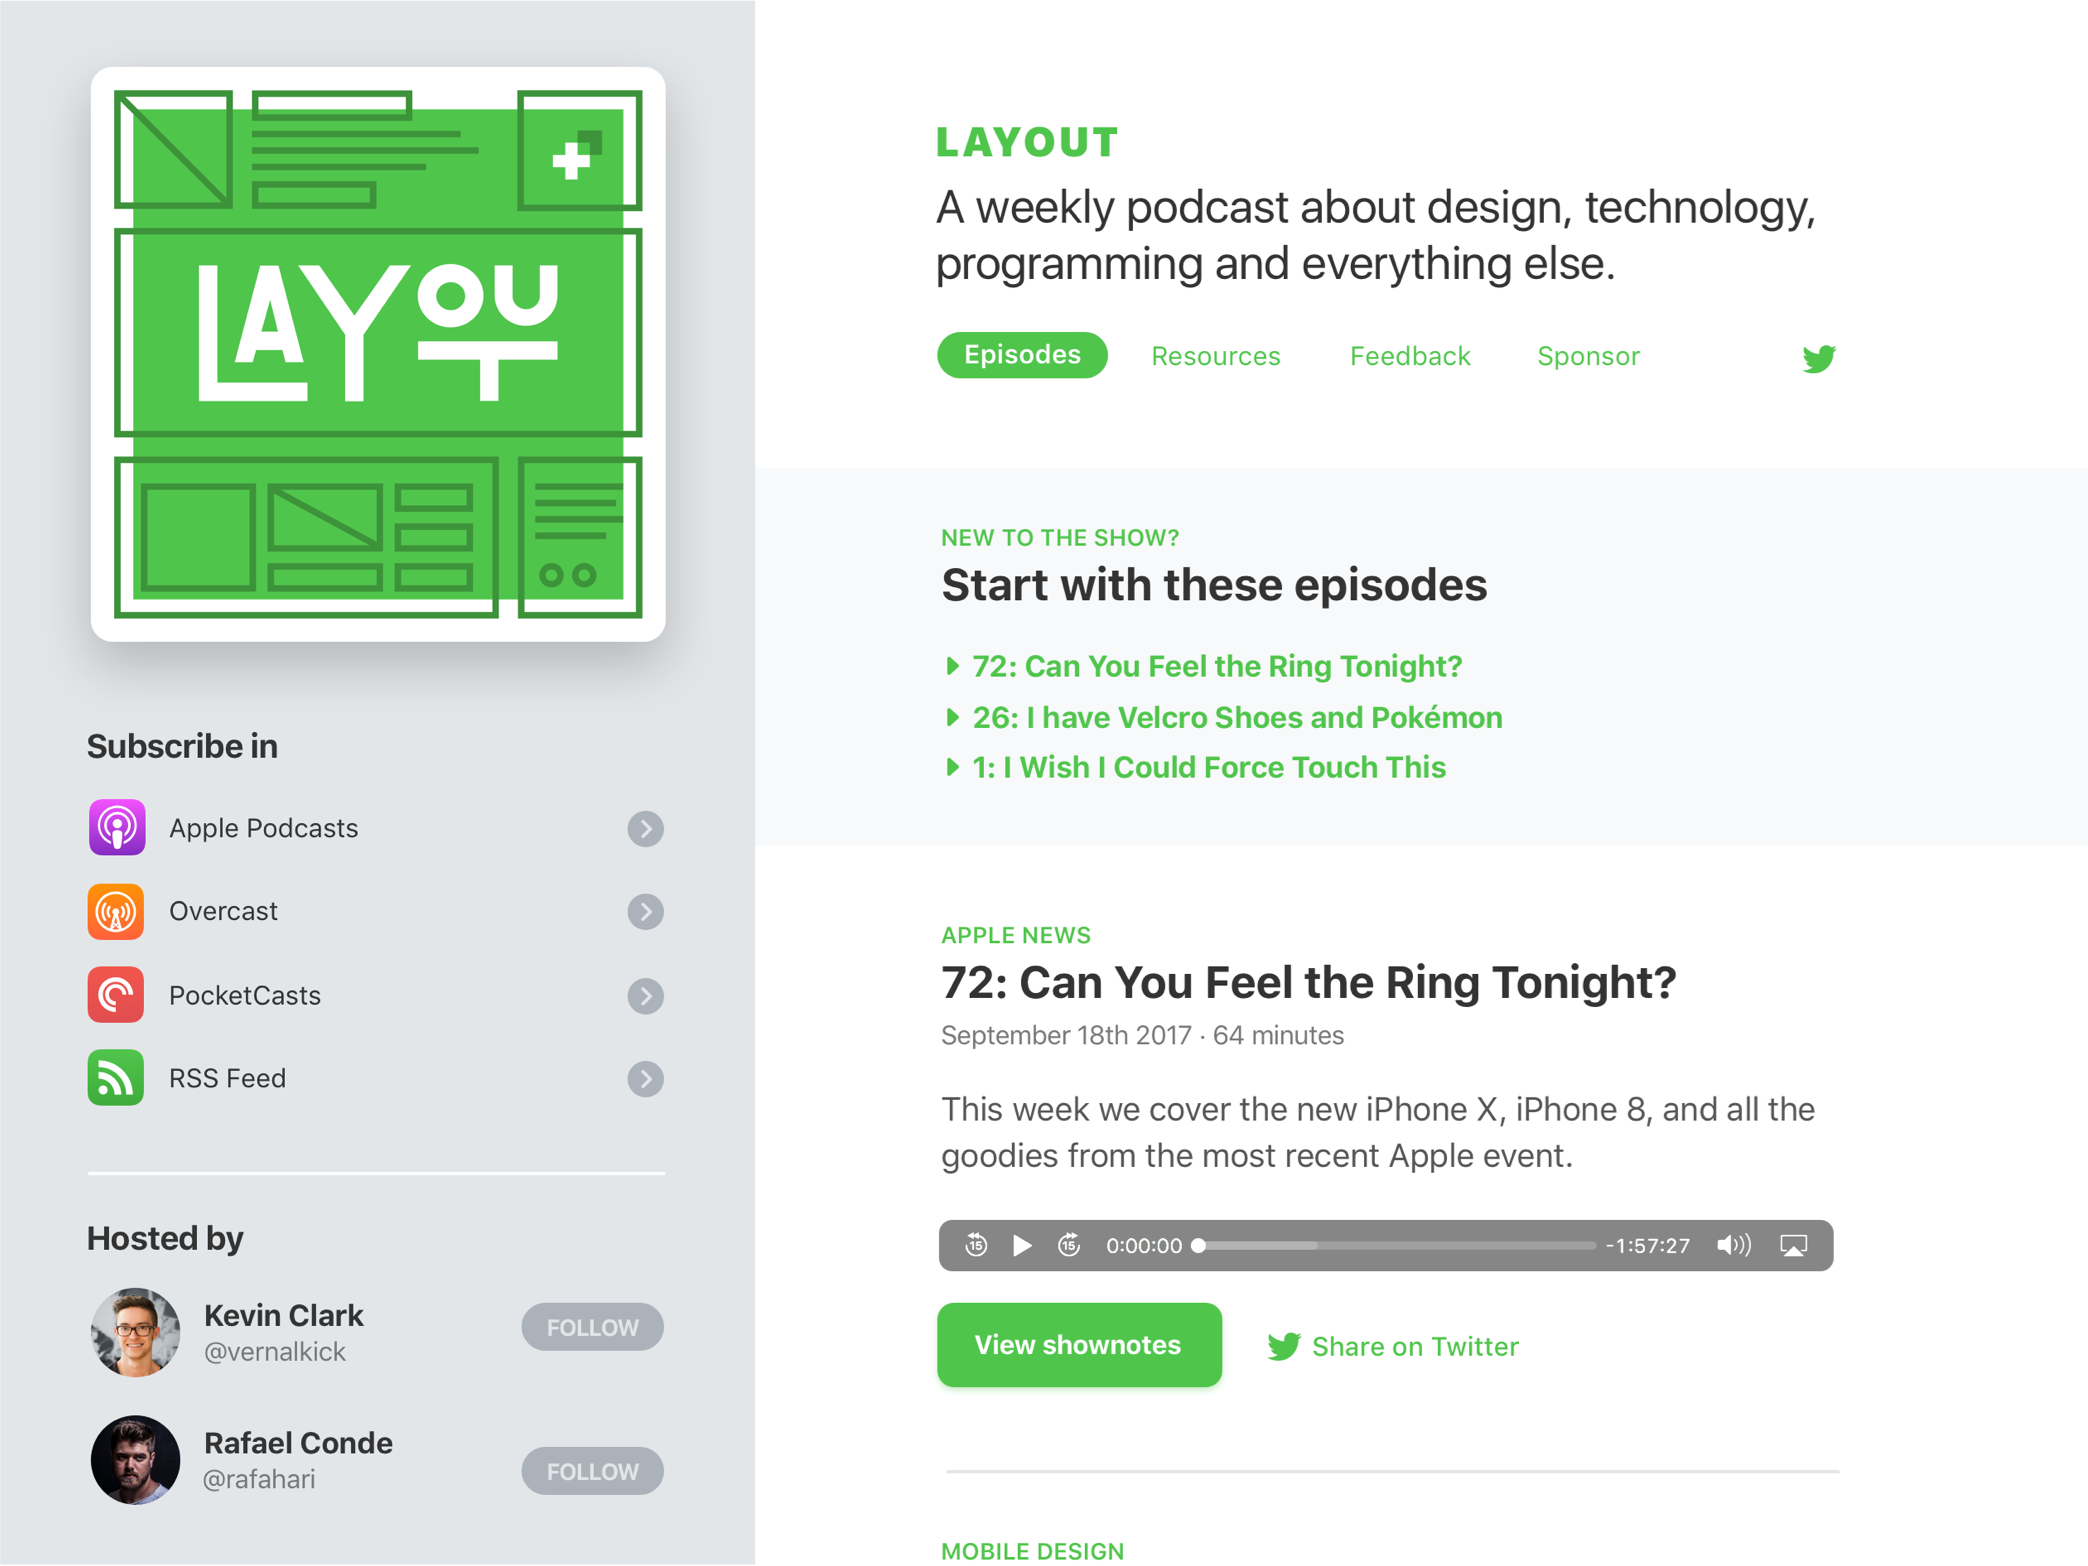 LAYOUT
Subscribe in
Apple Podcasts
Overcast
PocketCasts
RSS Feed
Hosted by
Kevin Clark
@vernalkick
FOLLOW
Rafael Conde
@rafahari
FOLLOW
LAYOUT
A weekly podcast about design, technology,
programming and everything else.
Episodes Resources Feedback Sponsor
NEW TO THE SHOW?
Start with these episodes
72: Can You Feel the Ring Tonight?
26: I have Velcro Shoes and Pokémon
1: I Wish I Could Force Touch This
APPLE NEWS
72: Can You Feel the Ring Tonight?
September 18th 2017 · 64 minutes
This week we cover the new iPhone X, iPhone 8, and all the
goodies from the most recent Apple event.
15 15 0:00:00 -1:57:27
View shownotes Share on Twitter
MOBILE DESIGN